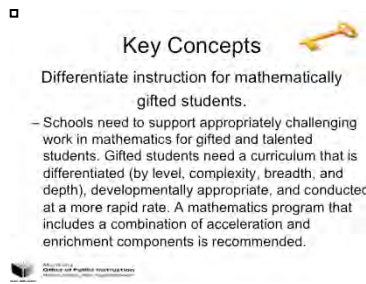 Key Concepts
Differentiate instruction for mathematically
gifted students.
– Schools need to support appropriately challenging
work in mathematics for gifted and talented
students. Gifted students need a curriculum that is
differentiated (by level, complexity, breadth, and
depth), developmentally appropriate, and conducted
at a more rapid rate. A mathematics program that
includes a combination of acceleration and
enrichment components is recommended.
Office of Public Instruction